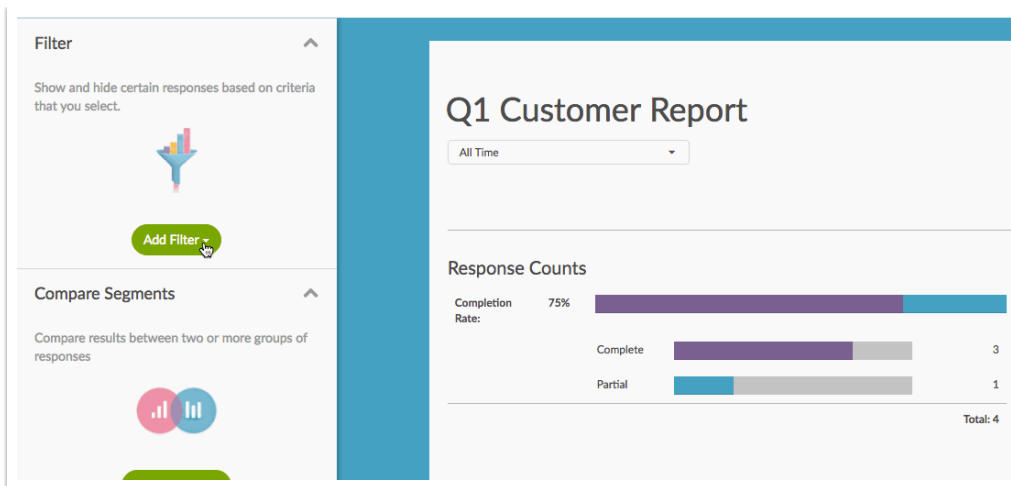 Filter
Show and hide certain responses based on criteria
that you select.
Add Filter
Compare Segments
Compare results between two or more groups of
responses
Q1 Customer Report
All Time
Response Counts
Completion
Rate:
75%
Complete 3
Partial 1
Total: 4